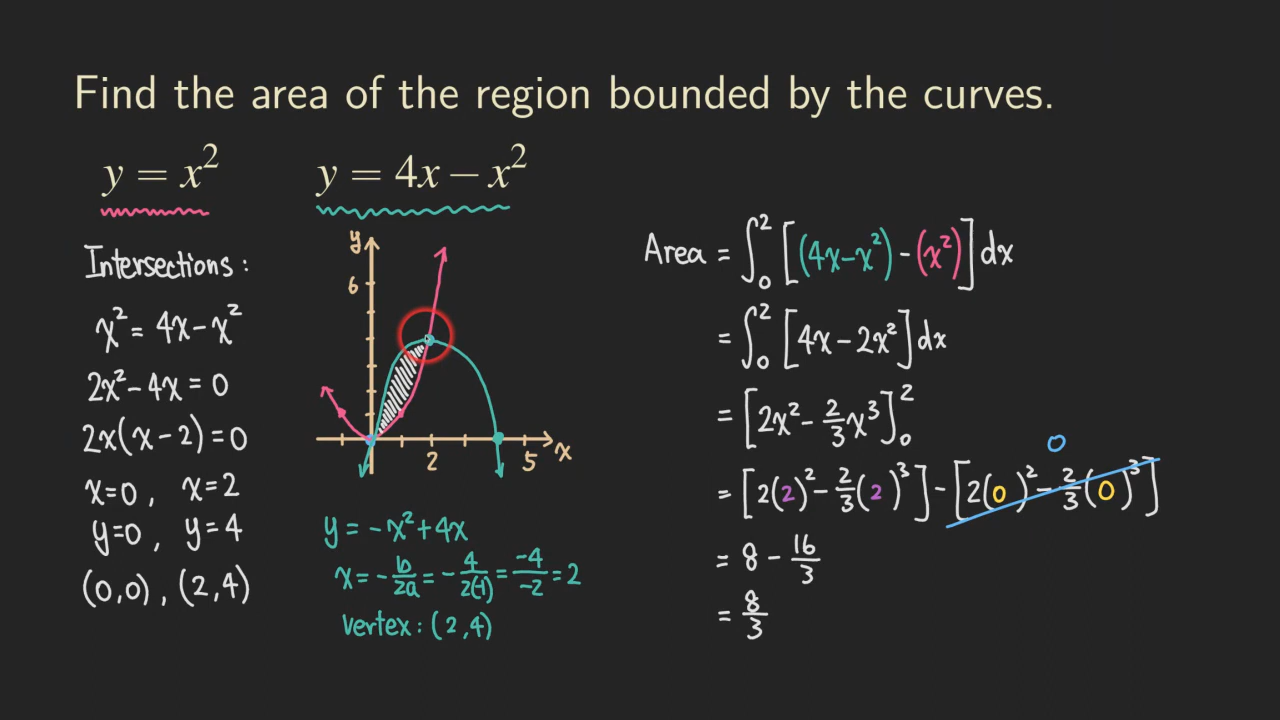 Find the area of the region bounded by the curves.
y = x² y = 4x − x²
Intersections:
x² = 4x − x²
2x² − 4x = 0
2x(x − 2) = 0
x=0, x=2
y=0, y=4
(0,0), (2,4)
y
6
2 5 x
y = −x² + 4x
x = −b/2a = −4/2(−1) = −4/−2 = 2
vertex: (2,4)
Area = ∫₀² [(4x−x²) − (x²)] dx
= ∫₀² [4x − 2x²] dx
= [2x² − 2/3 x³]₀²
0
= [2(2)² − 2/3(2)³] − [2(0)² − 2/3(0)³]
= 8 − 16/3
= 8/3